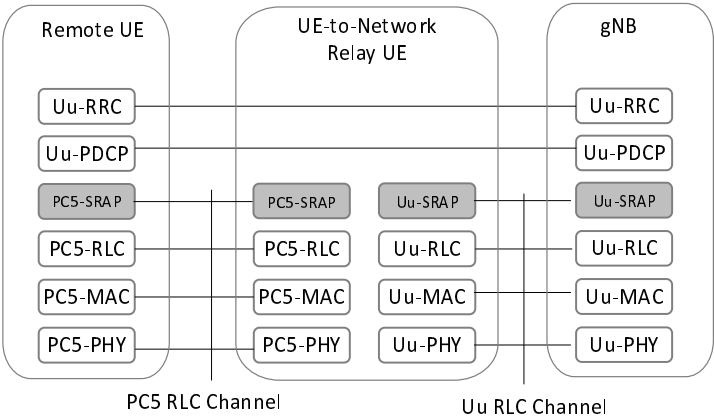 Remote UE
UE-to-Network
Relay UE
gNB
Uu-RRC
Uu-RRC
Uu-PDCP
Uu-PDCP
PC5-SRAP
PC5-SRAP
Uu-SRAP
Uu-SRAP
PC5-RLC
PC5-RLC
Uu-RLC
Uu-RLC
PC5-MAC
PC5-MAC
Uu-MAC
Uu-MAC
PC5-PHY
PC5-PHY
Uu-PHY
Uu-PHY
PC5 RLC Channel
Uu RLC Channel